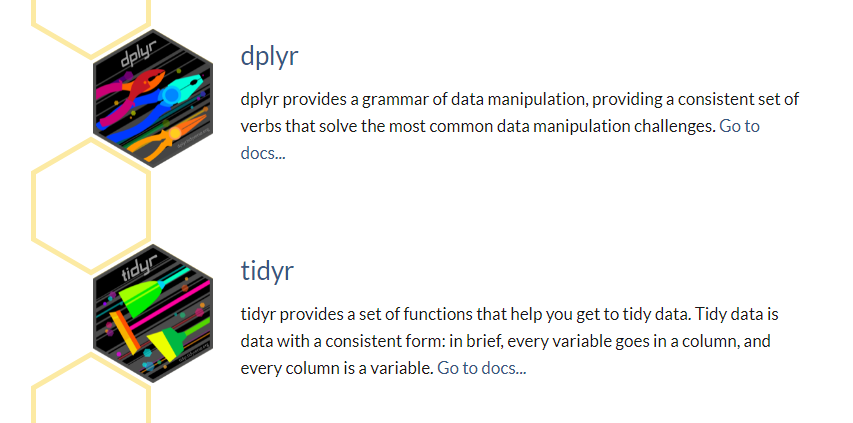 dplyr
dplyr
dplyr provides a grammar of data manipulation, providing a consistent set of
verbs that solve the most common data manipulation challenges. Go to
docs...
tidyr
tidyr
tidyr provides a set of functions that help you get to tidy data. Tidy data is
data with a consistent form: in brief, every variable goes in a column, and
every column is a variable. Go to docs...